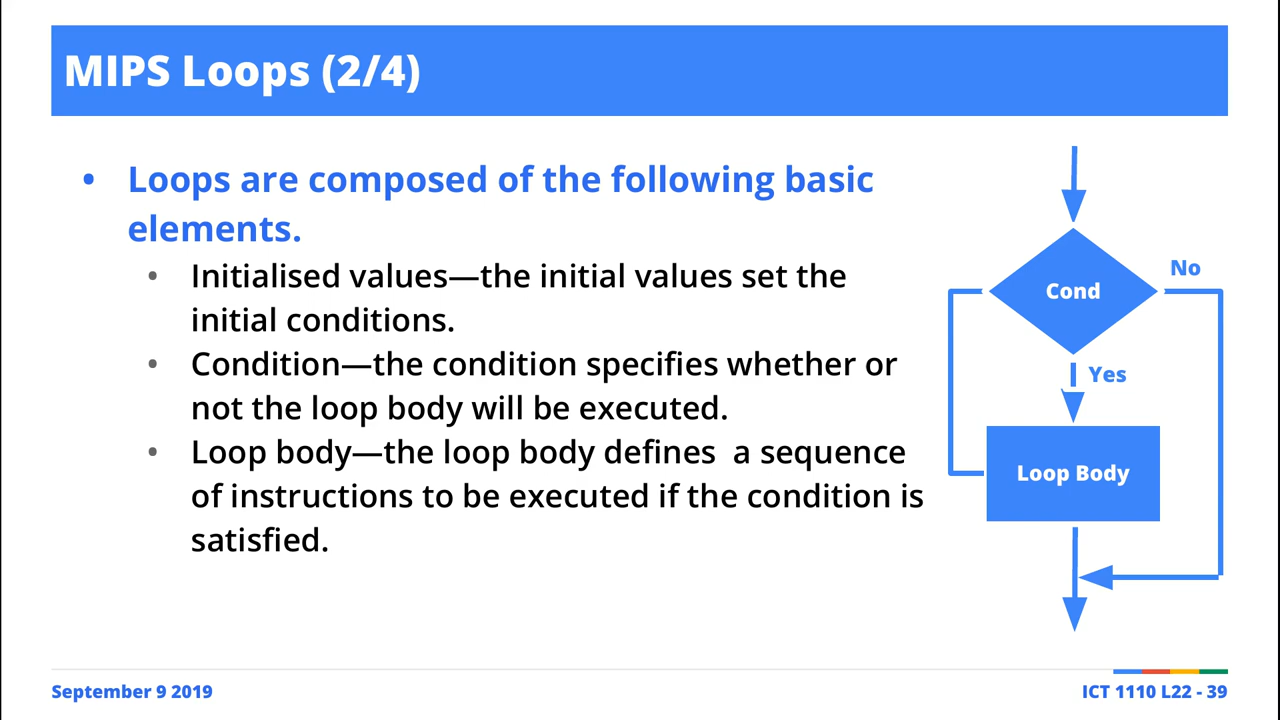 MIPS Loops (2/4)
• Loops are composed of the following basic
elements.
• Initialised values—the initial values set the
initial conditions.
• Condition—the condition specifies whether or
not the loop body will be executed.
• Loop body—the loop body defines  a sequence
of instructions to be executed if the condition is
satisfied.
Cond
No
Yes
Loop Body
September 9 2019
ICT 1110 L22 - 39